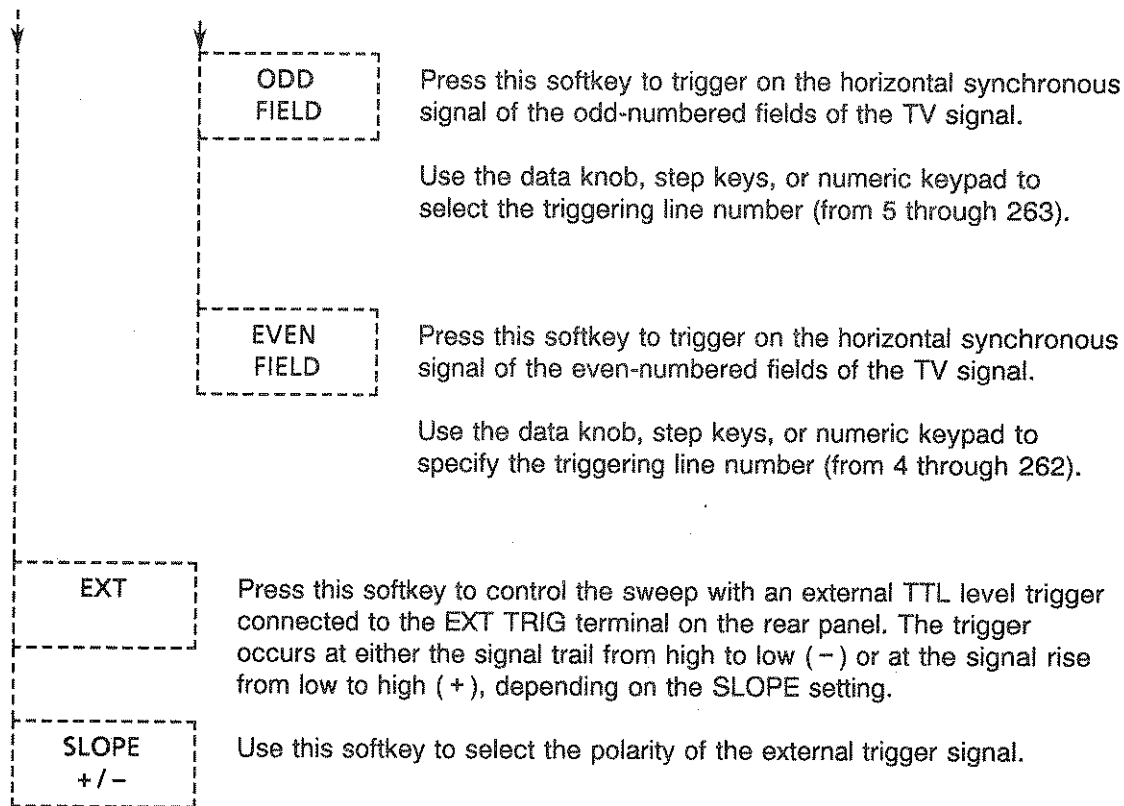 ODD
FIELD
Press this softkey to trigger on the horizontal synchronous
signal of the odd-numbered fields of the TV signal.
Use the data knob, step keys, or numeric keypad to
select the triggering line number (from 5 through 263).
EVEN
FIELD
Press this softkey to trigger on the horizontal synchronous
signal of the even-numbered fields of the TV signal.
Use the data knob, step keys, or numeric keypad to
specify the triggering line number (from 4 through 262).
EXT
Press this softkey to control the sweep with an external TTL level trigger
connected to the EXT TRIG terminal on the rear panel. The trigger
occurs at either the signal trail from high to low (−) or at the signal rise
from low to high (+), depending on the SLOPE setting.
SLOPE
+/−
Use this softkey to select the polarity of the external trigger signal.